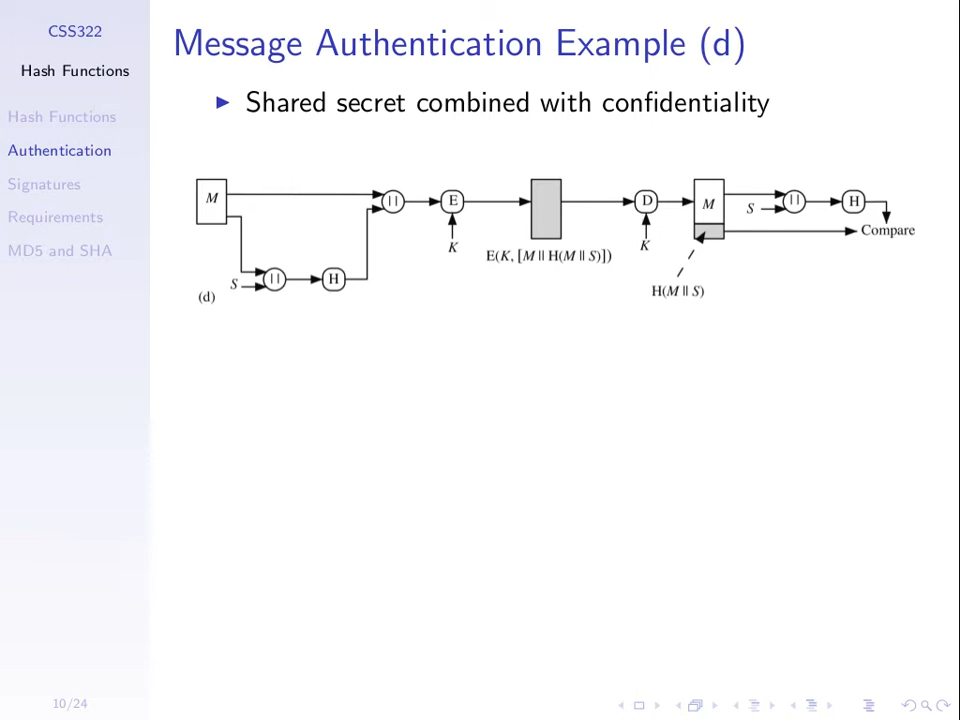 CSS322
Hash Functions
Hash Functions
Authentication
Signatures
Requirements
MD5 and SHA
10/24
Message Authentication Example (d)
Shared secret combined with confidentiality
M
||
E
K
E(K, [M || H(M || S)])
D
K
M
S
||
H
Compare
H(M || S)
S
||
H
(d)